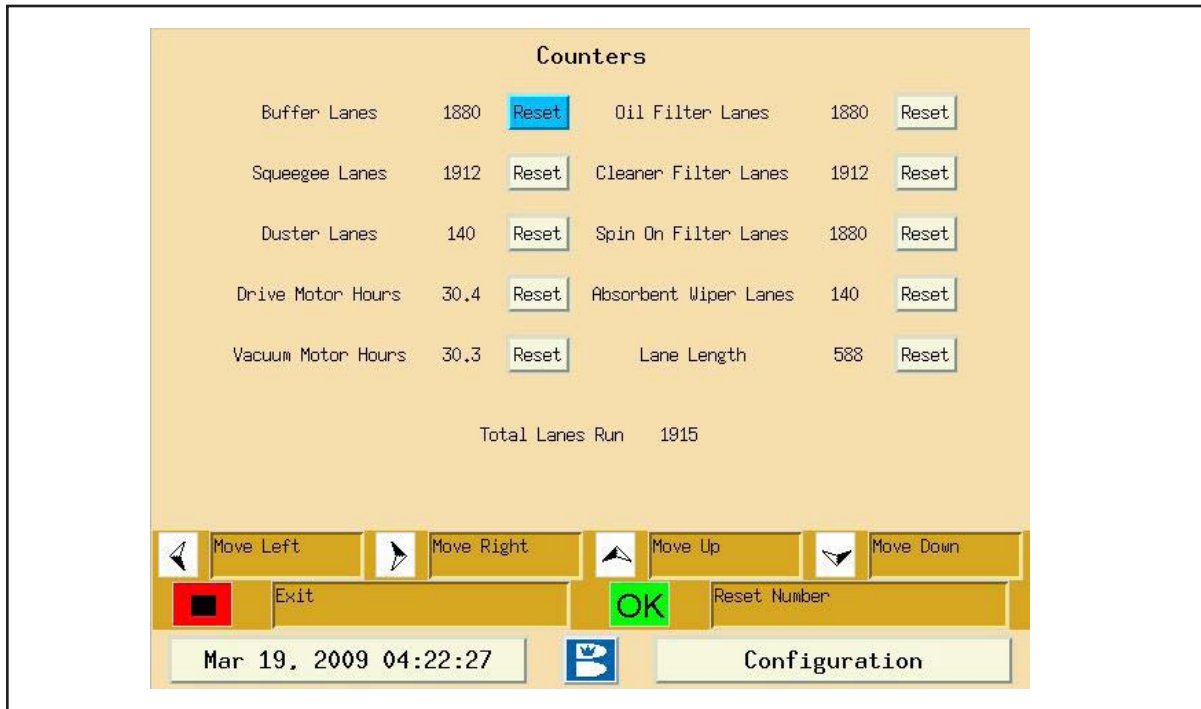 Counters
Buffer Lanes 1880 Reset Oil Filter Lanes 1880 Reset
Squeegee Lanes 1912 Reset Cleaner Filter Lanes 1912 Reset
Duster Lanes 140 Reset Spin On Filter Lanes 1880 Reset
Drive Motor Hours 30.4 Reset Absorbent Wiper Lanes 140 Reset
Vacuum Motor Hours 30.3 Reset Lane Length 588 Reset
Total Lanes Run 1915
Move Left Move Right Move Up Move Down
Exit OK Reset Number
Mar 19, 2009 04:22:27 B Configuration